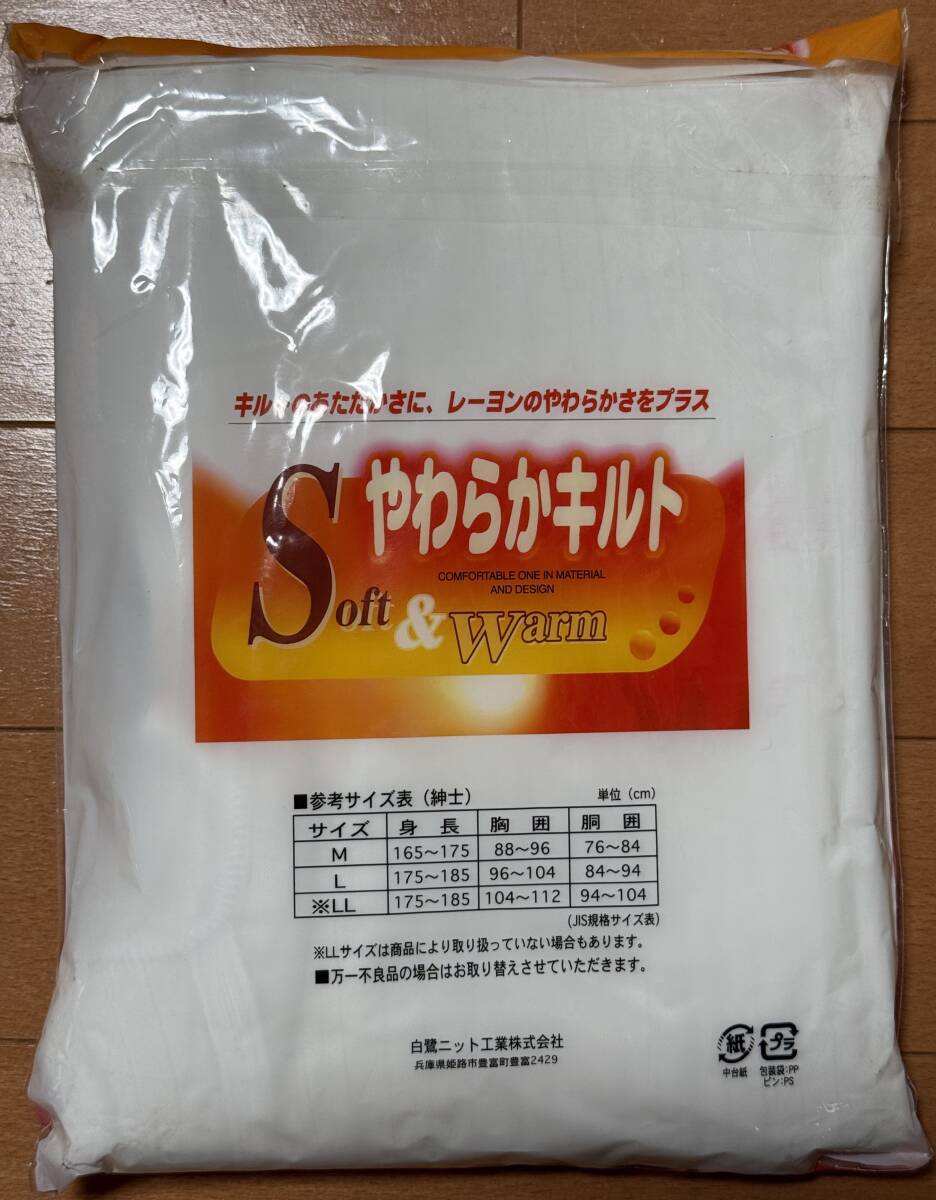 キルトのあたたかさに、レーヨンのやわらかさをプラス
やわらかキルト
COMFORTABLE ONE IN MATERIAL
AND DESIGN
Soft & Warm
■参考サイズ表（紳士） 単位（cm）
サイズ 身長 胸囲 胴囲
M 165〜175 88〜96 76〜84
L 175〜185 96〜104 84〜94
※LL 175〜185 104〜112 94〜104
(JIS規格サイズ表)
※LLサイズは商品により取り扱っていない場合もあります。
■万一不良品の場合はお取り替えさせていただきます。
白鷺ニット工業株式会社
兵庫県姫路市豊富町豊富2429
紙 プラ
中台紙 包装袋:PP
ピン:PS